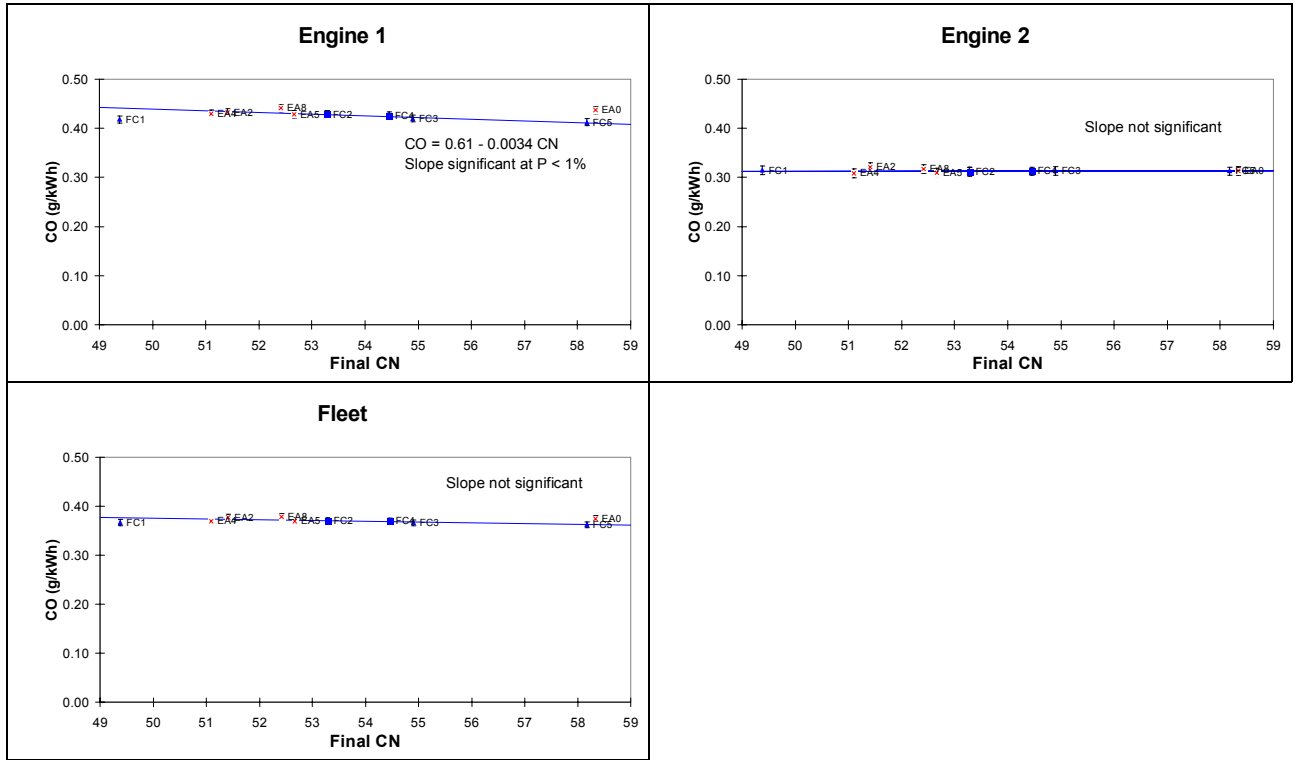 Engine 1
0.50
0.40
0.30
0.20
0.10
0.00
CO (g/kWh)
FC1
EA4
EA2
EA8
EA5
FC2
FC4
FC3
FC5
EA0
CO = 0.61 - 0.0034 CN
Slope significant at P < 1%
49 50 51 52 53 54 55 56 57 58 59
Final CN
Engine 2
0.50
0.40
0.30
0.20
0.10
0.00
CO (g/kWh)
Slope not significant
FC1
EA4
EA2
EA8
EA5
FC2
FC4
FC3
EA0
49 50 51 52 53 54 55 56 57 58 59
Final CN
Fleet
0.50
0.40
0.30
0.20
0.10
0.00
CO (g/kWh)
Slope not significant
FC1
EA4
EA2
EA8
EA5
FC2
FC4
FC3
FC5
EA0
49 50 51 52 53 54 55 56 57 58 59
Final CN